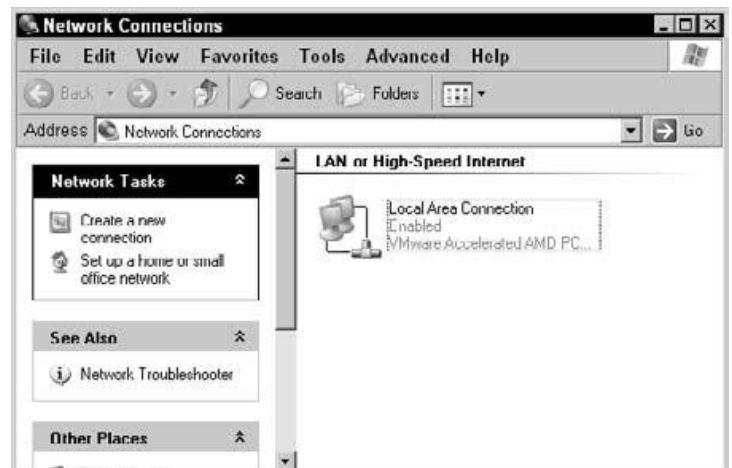 Network Connections
File Edit View Favorites Tools Advanced Help
Back Search Folders
Address Network Connections Go
Network Tasks
Create a new
connection
Set up a home or small
office network
See Also
Network Troubleshooter
Other Places
LAN or High-Speed Internet
Local Area Connection
Enabled
VMware Accelerated AMD PC...